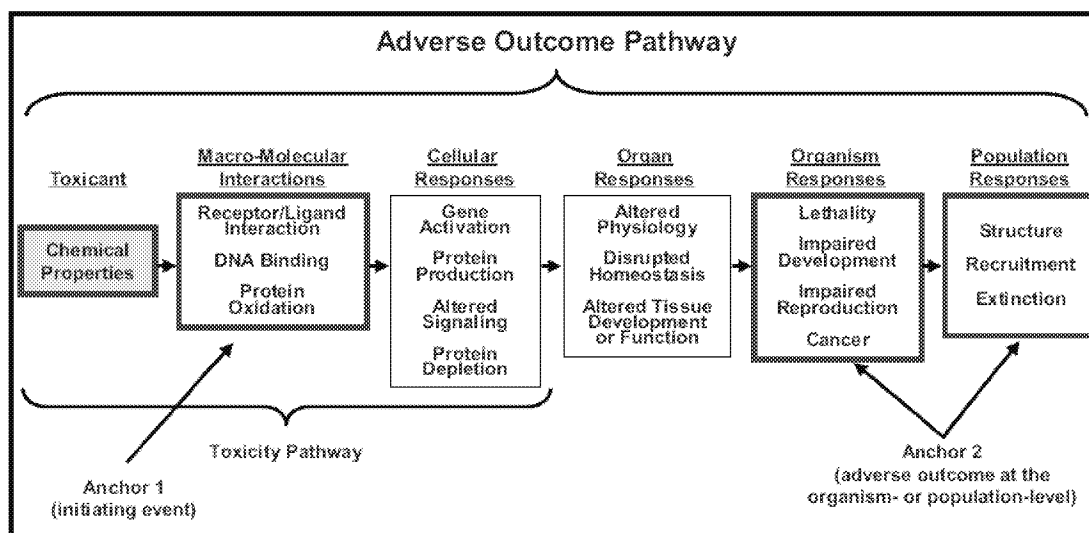 Adverse Outcome Pathway
Toxicant
Chemical
Properties
Macro-Molecular
Interactions
Receptor/Ligand
Interaction
DNA Binding
Protein
Oxidation
Cellular
Responses
Gene
Activation
Protein
Production
Altered
Signaling
Protein
Depletion
Organ
Responses
Altered
Physiology
Disrupted
Homeostasis
Altered Tissue
Development
or Function
Organism
Responses
Lethality
Impaired
Development
Impaired
Reproduction
Cancer
Population
Responses
Structure
Recruitment
Extinction
Toxicity Pathway
Anchor 1
(initiating event)
Anchor 2
(adverse outcome at the
organism- or population-level)